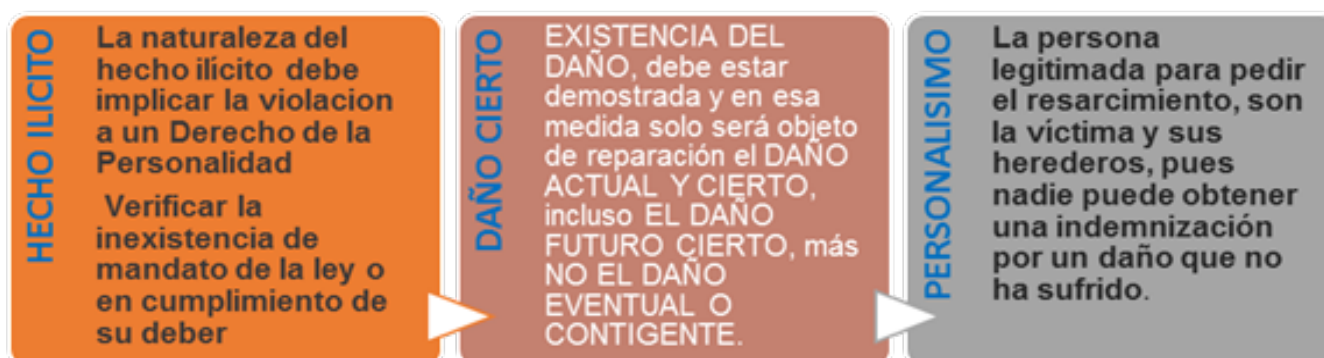 HECHO ILICITO
La naturaleza del
hecho ilícito debe
implicar la violacion
a un Derecho de la
Personalidad
Verificar la
inexistencia de
mandato de la ley o
en cumplimiento de
su deber
DAÑO CIERTO
EXISTENCIA DEL
DAÑO, debe estar
demostrada y en esa
medida solo será objeto
de reparación el DAÑO
ACTUAL Y CIERTO,
incluso EL DAÑO
FUTURO CIERTO, más
NO EL DAÑO
EVENTUAL O
CONTIGENTE.
PERSONALISIMO
La persona
legitimada para pedir
el resarcimiento, son
la víctima y sus
herederos, pues
nadie puede obtener
una indemnización
por un daño que no
ha sufrido.